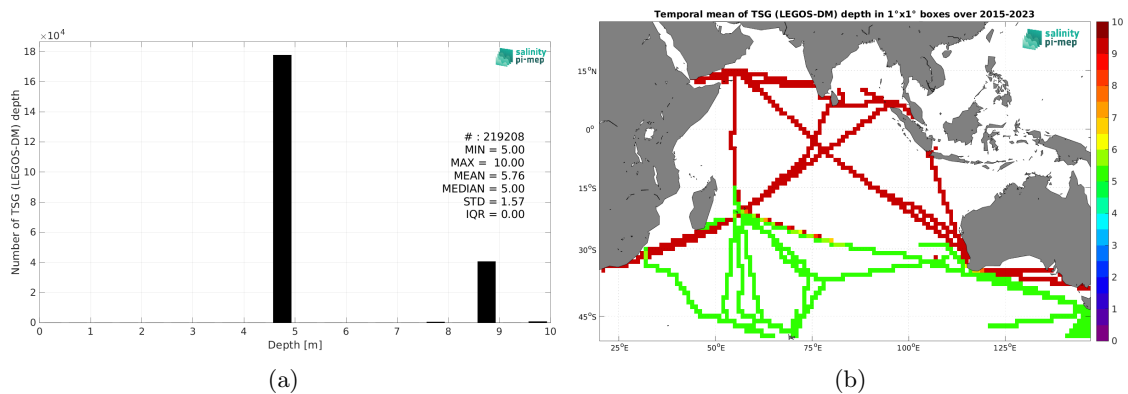 ×10⁴
18
16
14
12
10
8
6
4
2
0
Number of TSG (LEGOS-DM) depth
salinity
pi-mep
# : 219208
MIN = 5.00
MAX = 10.00
MEAN = 5.76
MEDIAN = 5.00
STD = 1.57
IQR = 0.00
0 1 2 3 4 5 6 7 8 9 10
Depth [m]
(a)
Temporal mean of TSG (LEGOS-DM) depth in 1°x1° boxes over 2015-2023
salinity
pi-mep
15°N
0°
15°S
30°S
45°S
25°E 50°E 75°E 100°E 125°E
10
9
8
7
6
5
4
3
2
1
0
(b)